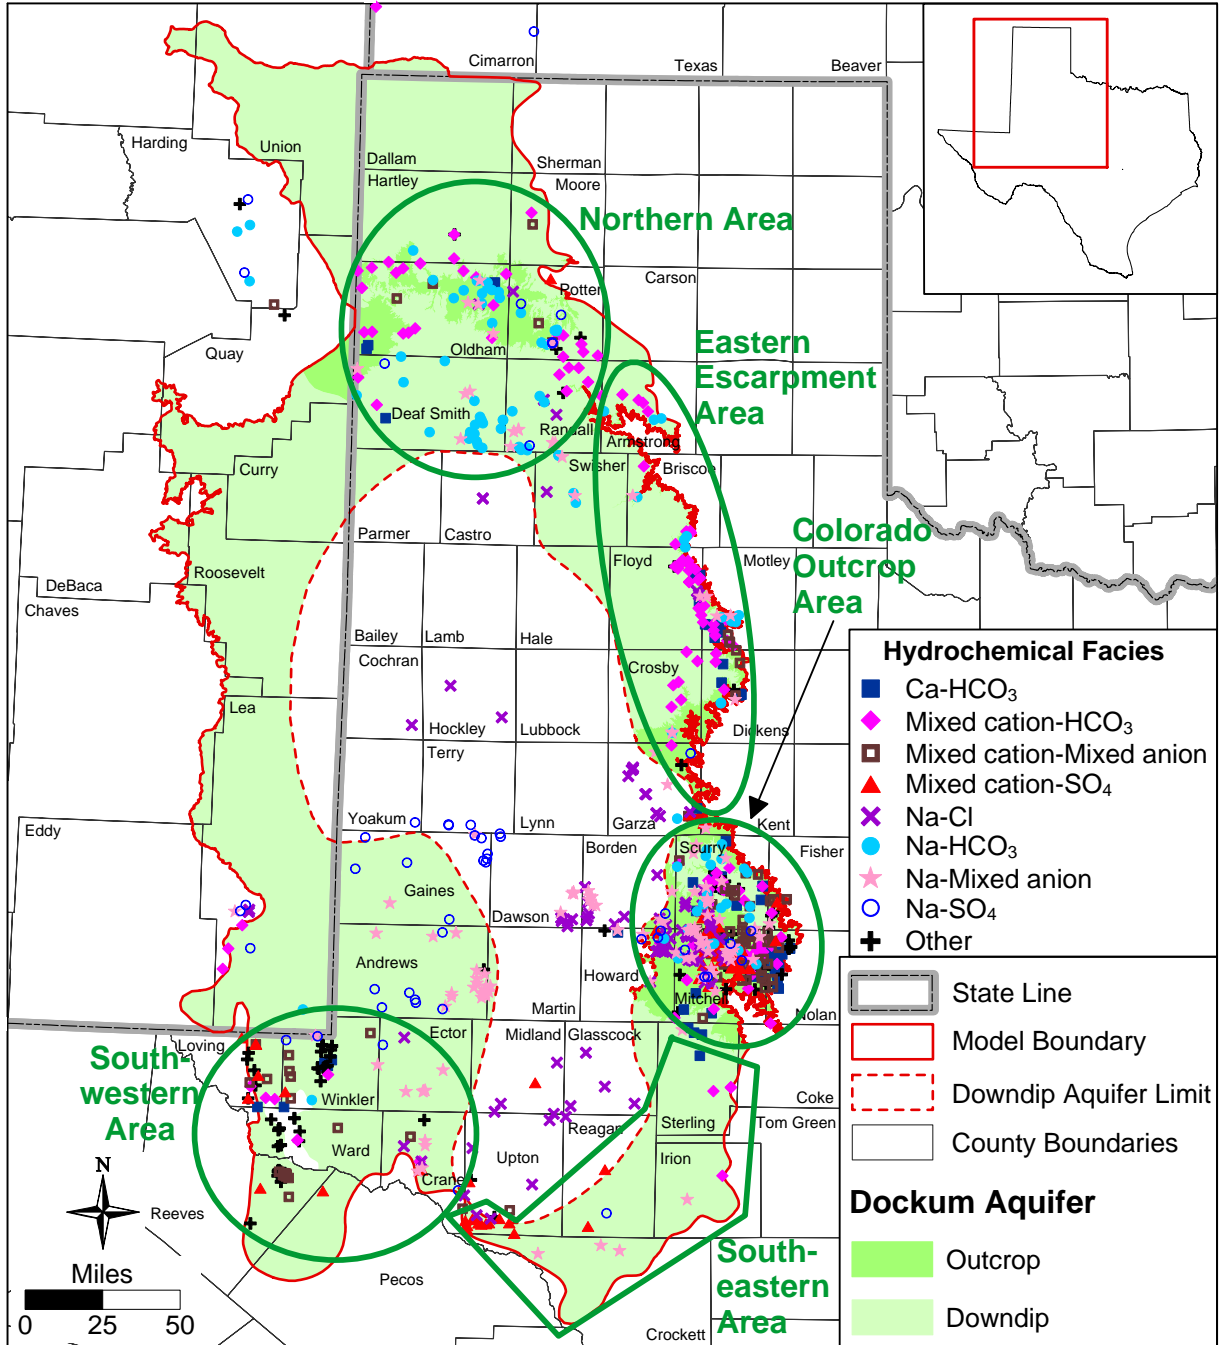 Cimarron
Texas
Beaver
Harding
Union
Dallam
Sherman
Hartley
Moore
Northern Area
Carson
Potter
Quay
Oldham
Eastern
Escarpment
Area
Deaf Smith
Randall
Armstrong
Curry
Swisher
Briscoe
Parmer
Castro
Colorado
Outcrop
Area
Floyd
Motley
Roosevelt
DeBaca
Chaves
Bailey
Lamb
Hale
Cochran
Crosby
Lea
Hockley
Lubbock
Dickens
Terry
Yoakum
Lynn
Garza
Kent
Eddy
Borden
Scurry
Fisher
Gaines
Dawson
Andrews
Howard
Mitchell
Martin
Nolan
Loving
Ector
Midland
Glasscock
South-
western
Area
Winkler
Coke
Reagan
Sterling
Tom Green
Ward
Upton
Irion
Crane
N
Reeves
Miles
0 25 50
Pecos
South-
eastern
Area
Crockett
Hydrochemical Facies
Ca-HCO₃
Mixed cation-HCO₃
Mixed cation-Mixed anion
Mixed cation-SO₄
Na-Cl
Na-HCO₃
Na-Mixed anion
Na-SO₄
Other
State Line
Model Boundary
Downdip Aquifer Limit
County Boundaries
Dockum Aquifer
Outcrop
Downdip